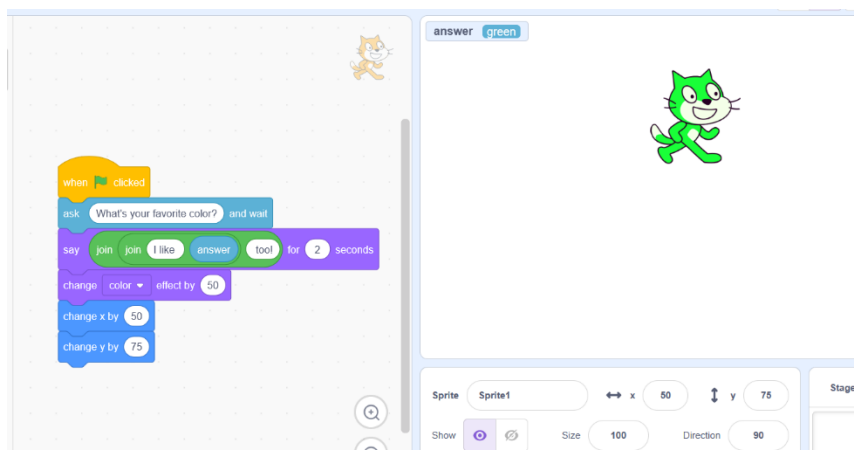 when clicked
ask What's your favorite color? and wait
say join join I like answer too! for 2 seconds
change color effect by 50
change x by 50
change y by 75
answer green
Sprite Sprite1 x 50 y 75
Show Size 100 Direction 90
Stage